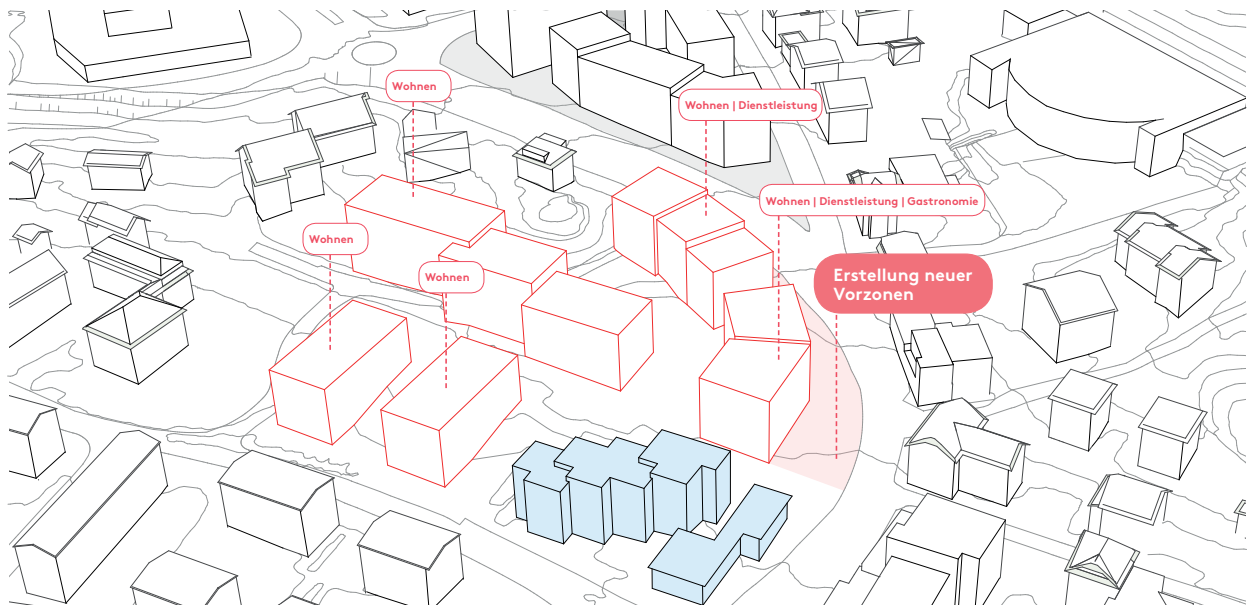 Wohnen
Wohnen | Dienstleistung
Wohnen | Dienstleistung | Gastronomie
Wohnen
Wohnen
Erstellung neuer
Vorzonen